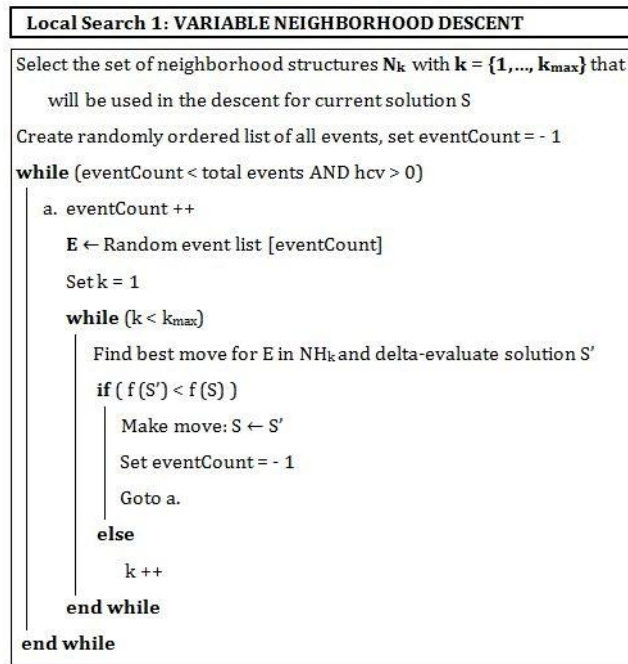 Local Search 1: VARIABLE NEIGHBORHOOD DESCENT
Select the set of neighborhood structures Nk with k = {1,..., kmax} that
will be used in the descent for current solution S
Create randomly ordered list of all events, set eventCount = - 1
while (eventCount < total events AND hcv > 0)
a. eventCount ++
E ← Random event list [eventCount]
Set k = 1
while (k < kmax)
Find best move for E in NHk and delta-evaluate solution S’
if ( f (S’) < f (S) )
Make move: S ← S’
Set eventCount = - 1
Goto a.
else
k ++
end while
end while